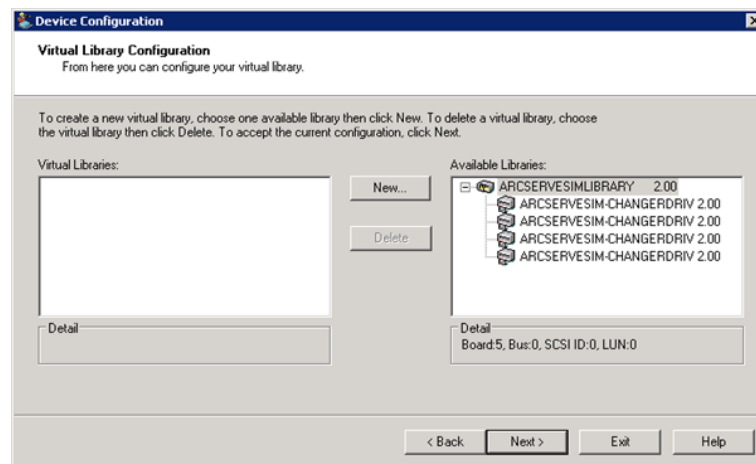 Device Configuration
Virtual Library Configuration
From here you can configure your virtual library.
To create a new virtual library, choose one available library then click New. To delete a virtual library, choose
the virtual library then click Delete. To accept the current configuration, click Next.
Virtual Libraries:
Available Libraries:
New...
Delete
ARCSERVESIMLIBRARY 2.00
ARCSERVESIM-CHANGERDRIV 2.00
ARCSERVESIM-CHANGERDRIV 2.00
ARCSERVESIM-CHANGERDRIV 2.00
ARCSERVESIM-CHANGERDRIV 2.00
Detail
Detail
Board:5, Bus:0, SCSI ID:0, LUN:0
< Back
Next >
Exit
Help